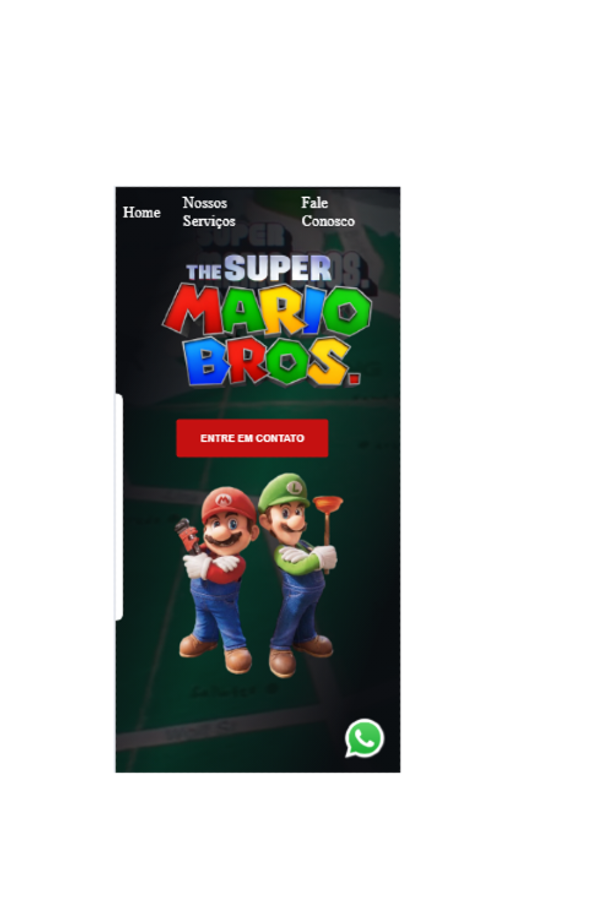 Home
Nossos
Serviços
Fale
Conosco
THE SUPER
MARIO
BROS.
ENTRE EM CONTATO
M
L